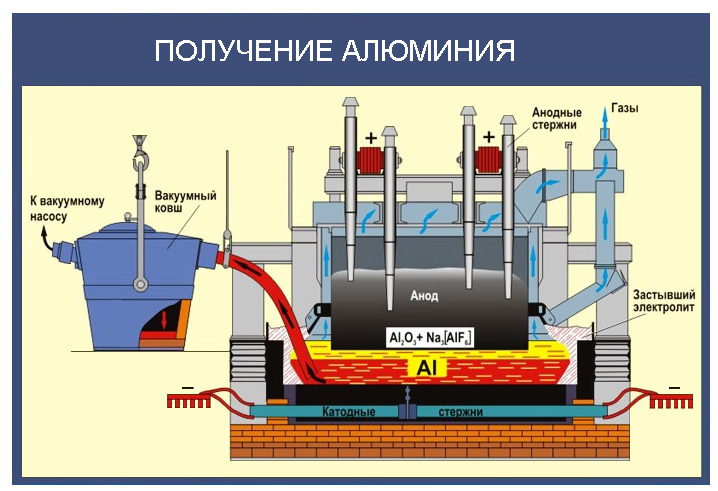 ПОЛУЧЕНИЕ АЛЮМИНИЯ
Газы
Анодные
стержни
+
+
К вакуумному
насосу
Вакуумный
ковш
Анод
Застывший
электролит
Al₂O₃+ Na₃[AlF₆]
Al
–
–
Катодные стержни